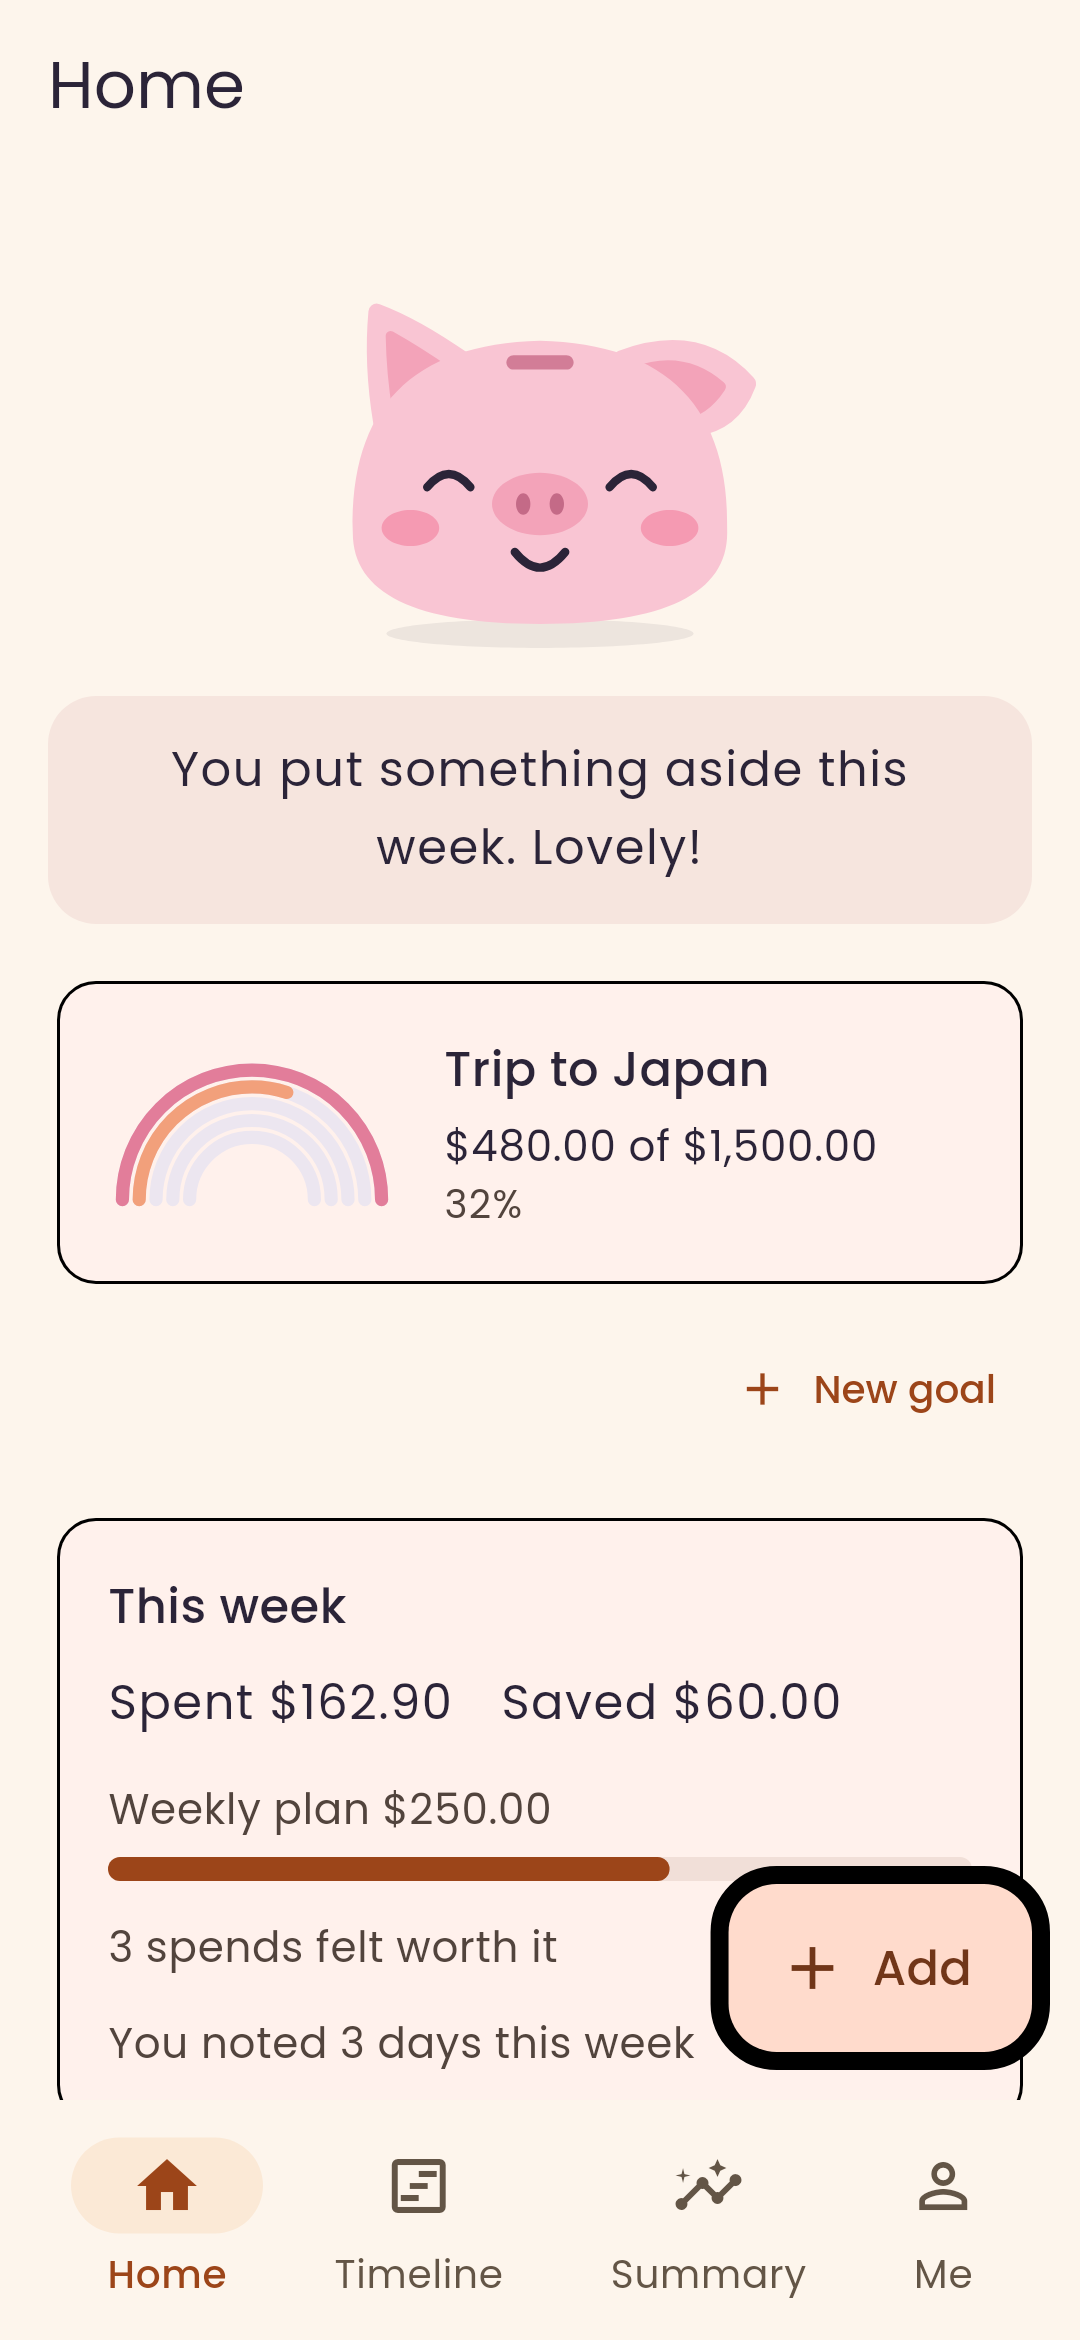 Home
You put something aside this
week. Lovely!
Trip to Japan
$480.00 of $1,500.00
32%
New goal
This week
Spent $162.90 Saved $60.00
Weekly plan $250.00
3 spends felt worth it
Add
You noted 3 days this week
Home Timeline Summary Me